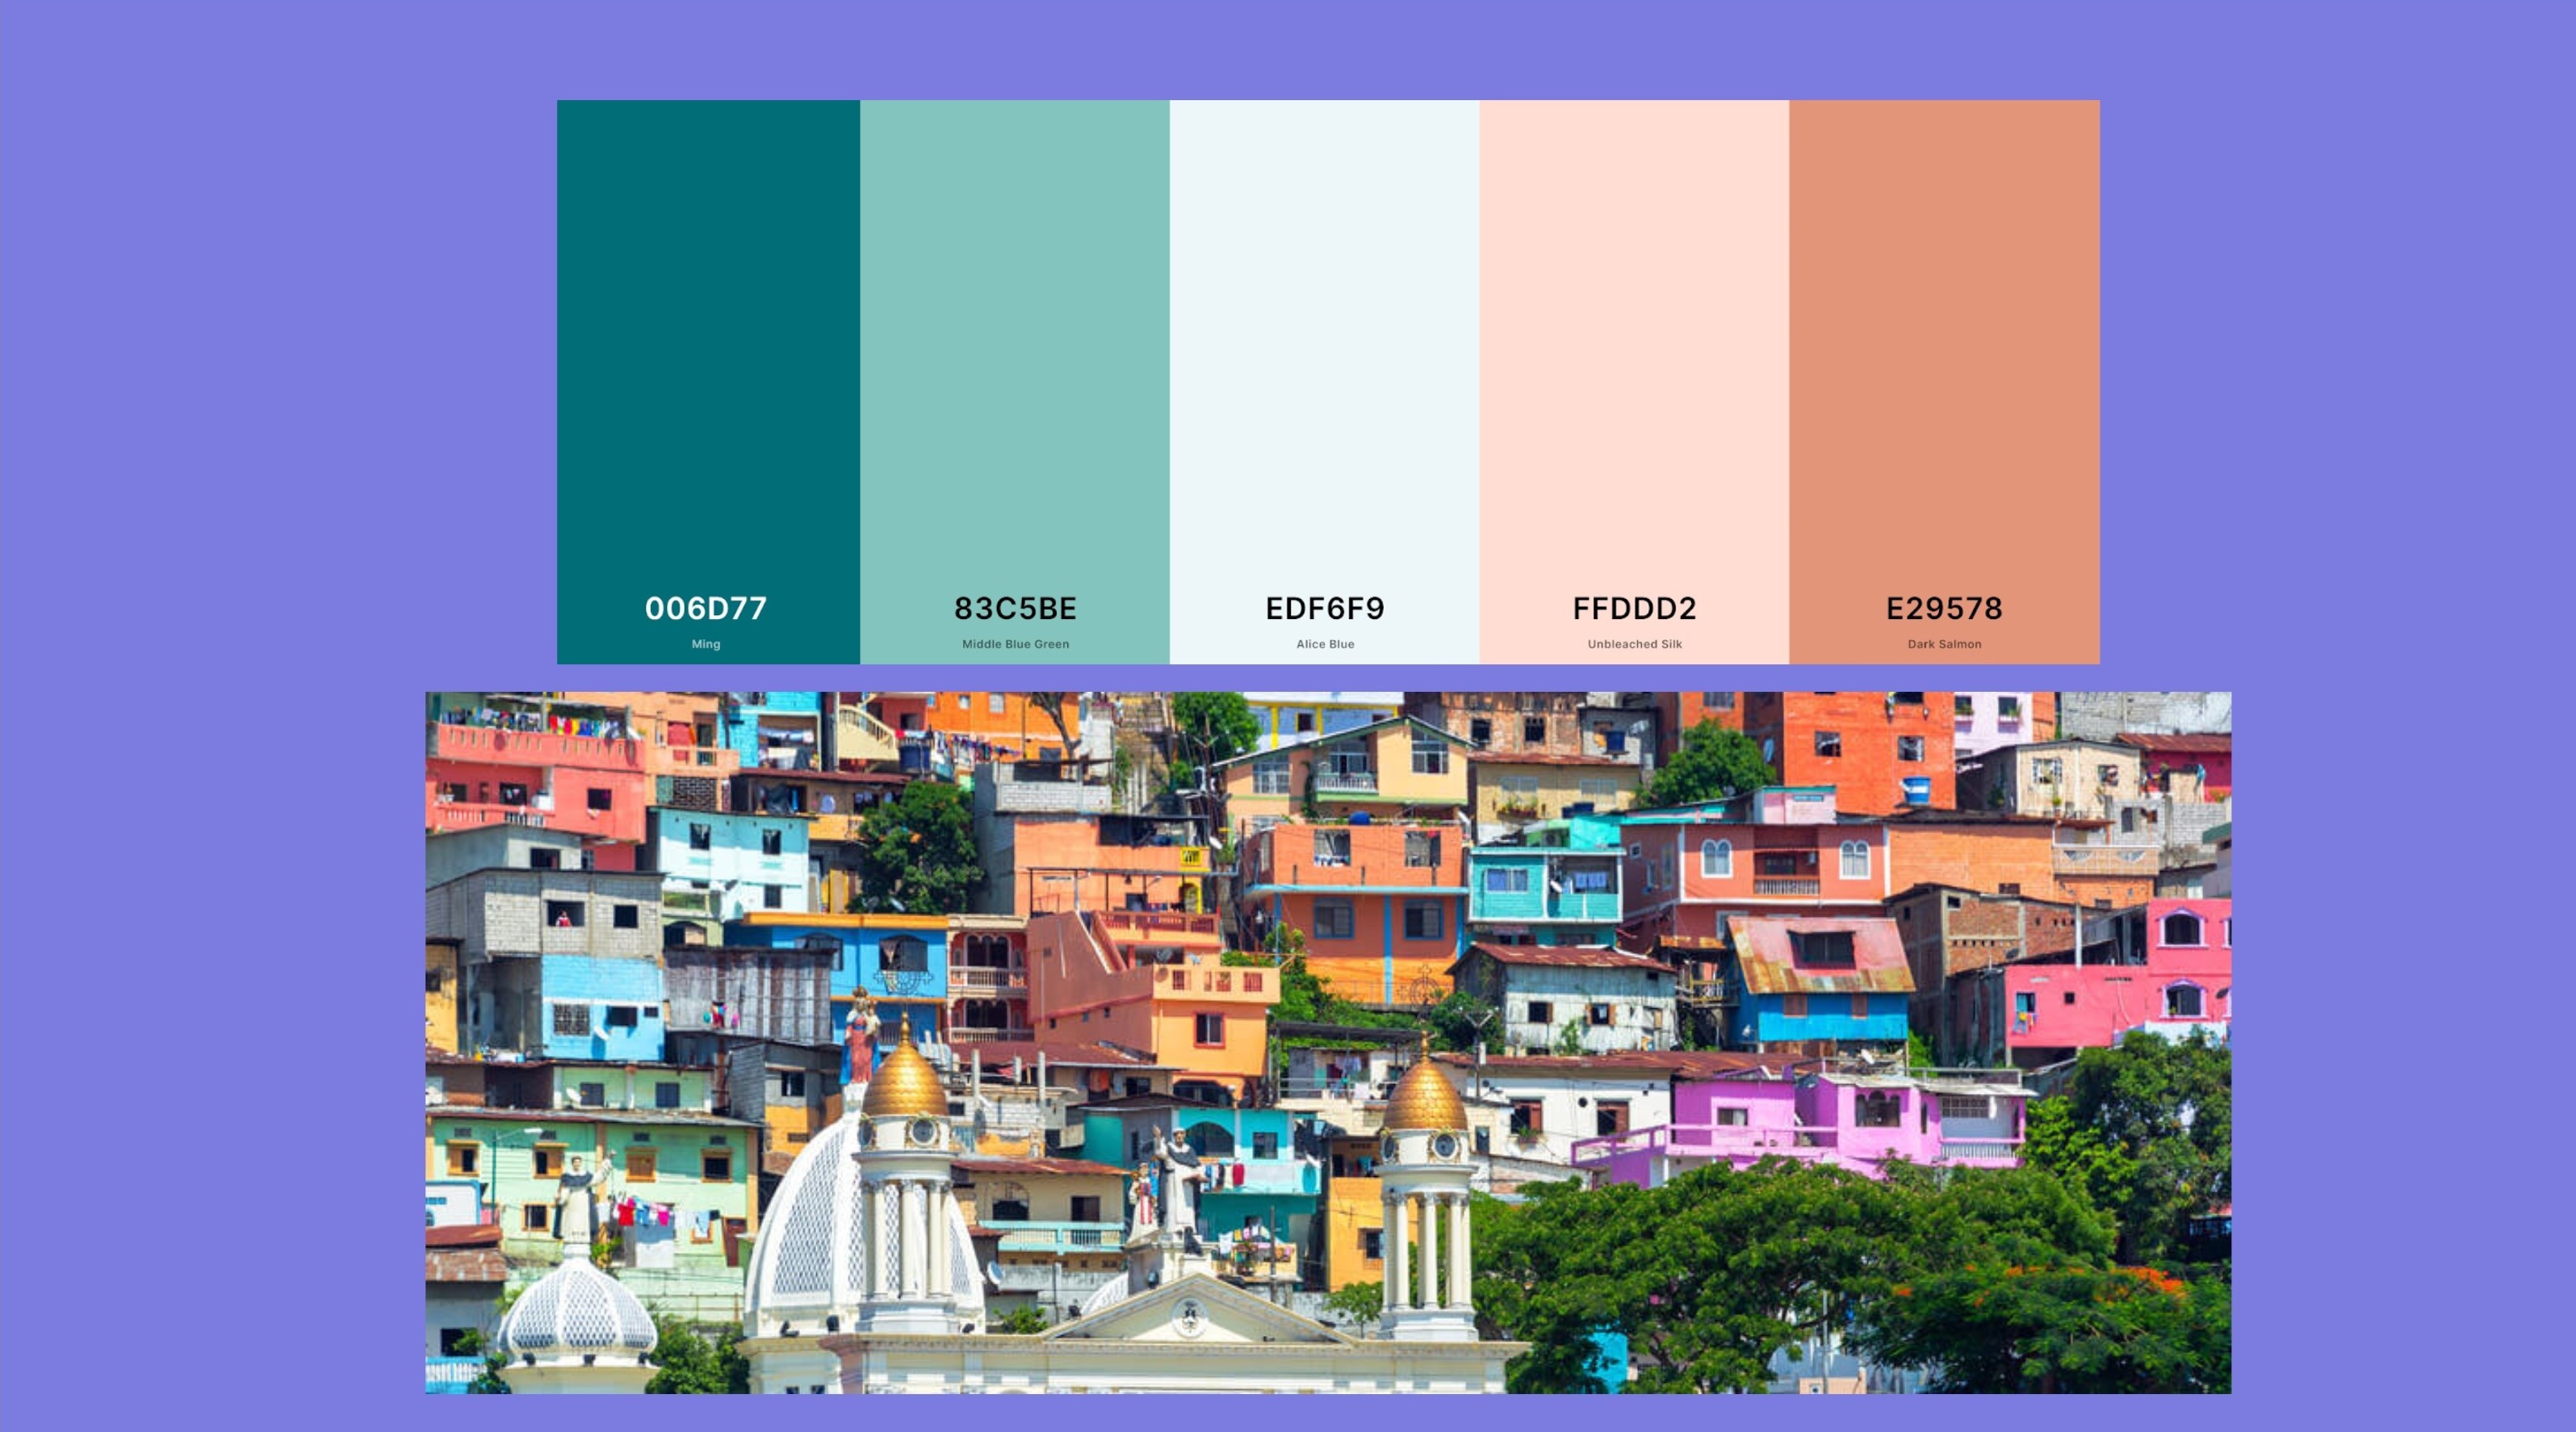 006D77
Ming
83C5BE
Middle Blue Green
EDF6F9
Alice Blue
FFDDD2
Unbleached Silk
E29578
Dark Salmon